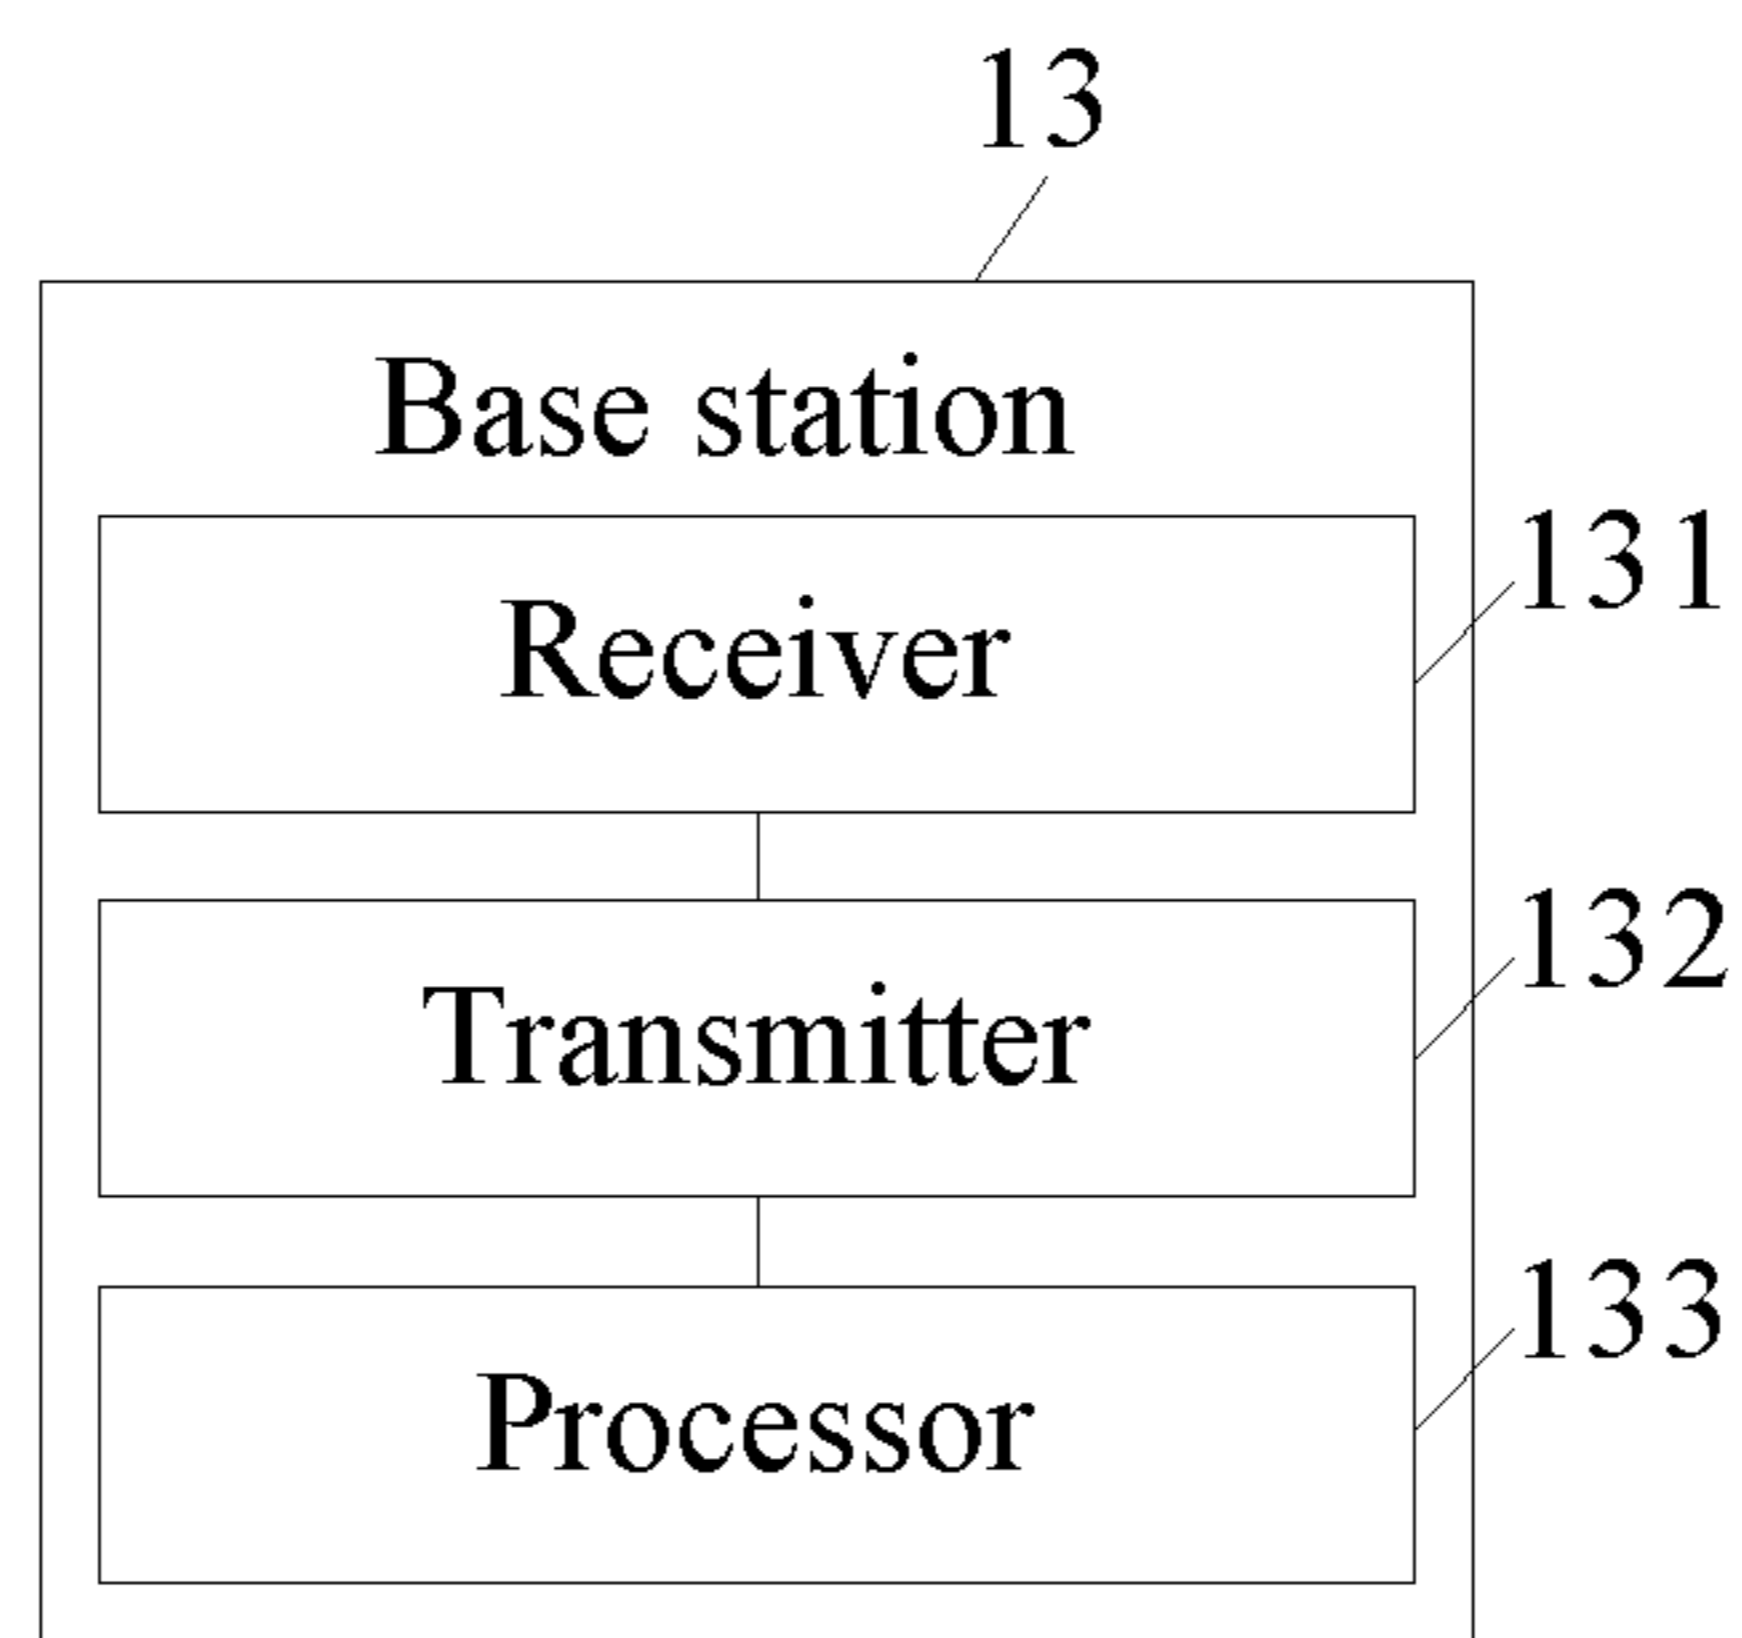 13
Base station
131
Receiver
132
Transmitter
133
Processor